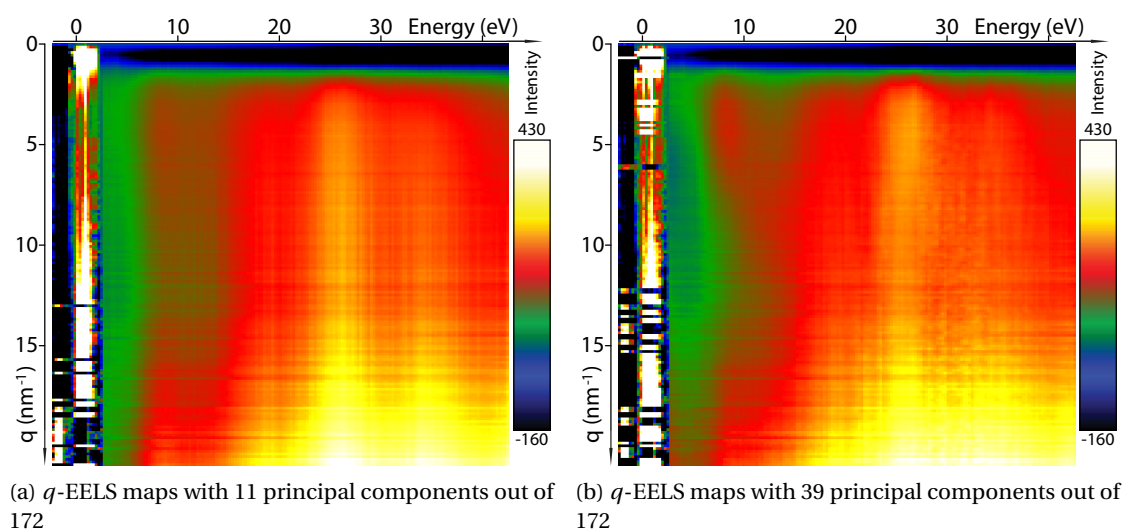 0 10 20 30 Energy (eV)
0
5
10
15
q (nm-1)
Intensity
430
-160
(a) q-EELS maps with 11 principal components out of
172
0 10 20 30 Energy (eV)
0
5
10
15
q (nm-1)
Intensity
430
-160
(b) q-EELS maps with 39 principal components out of
172